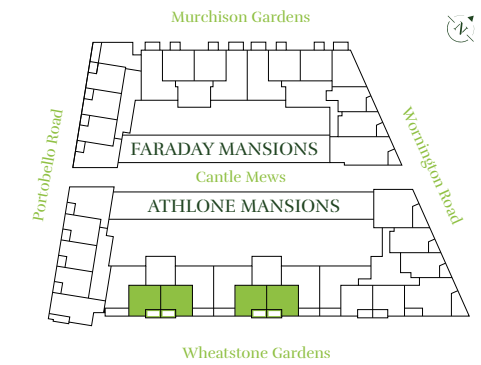 Murchison Gardens
N
Portobello Road
Wornington Road
FARADAY MANSIONS
Cantle Mews
ATHLONE MANSIONS
Wheatstone Gardens